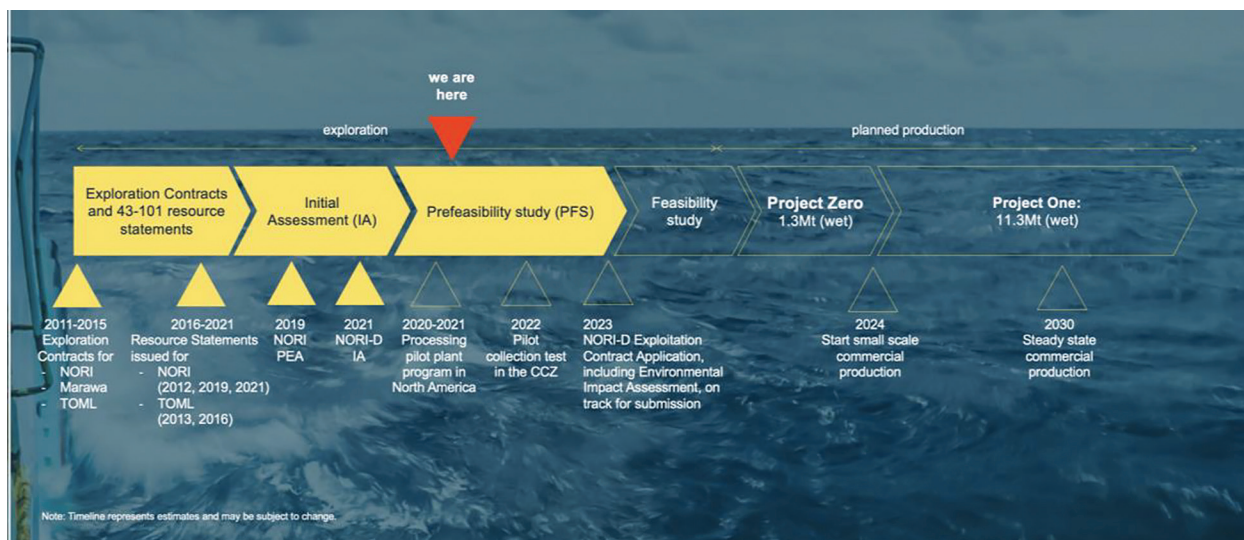 we are
here
exploration
planned production
Exploration Contracts
and 43-101 resource
statements
Initial
Assessment (IA)
Prefeasibility study (PFS)
Feasibility
study
Project Zero
1.3Mt (wet)
Project One:
11.3Mt (wet)
2011-2015
Exploration
Contracts for
- NORI
- Marawa
- TOML
2016-2021
Resource Statements
issued for
- NORI
(2012, 2019, 2021)
- TOML
(2013, 2016)
2019
NORI
PEA
2021
NORI-D
IA
2020-2021
Processing
pilot plant
program in
North America
2022
Pilot
collection test
in the CCZ
2023
NORI-D Exploitation
Contract Application,
including Environmental
Impact Assessment, on
track for submission
2024
Start small scale
commercial
production
2030
Steady state
commercial
production
Note: Timeline represents estimates and may be subject to change.